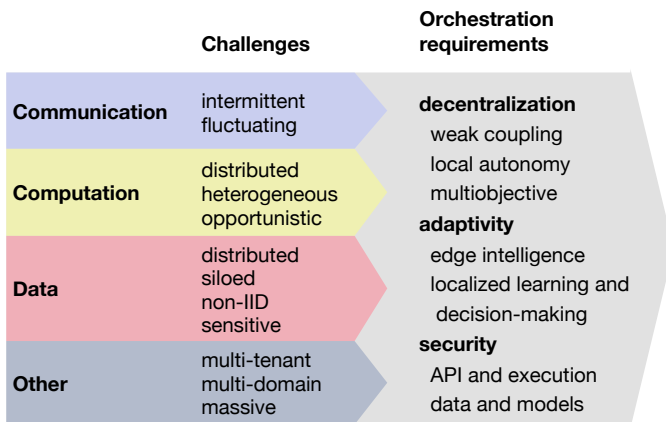 Challenges
Orchestration
requirements
Communication
intermittent
fluctuating
Computation
distributed
heterogeneous
opportunistic
Data
distributed
siloed
non-IID
sensitive
Other
multi-tenant
multi-domain
massive
decentralization
weak coupling
local autonomy
multiobjective
adaptivity
edge intelligence
localized learning and
decision-making
security
API and execution
data and models